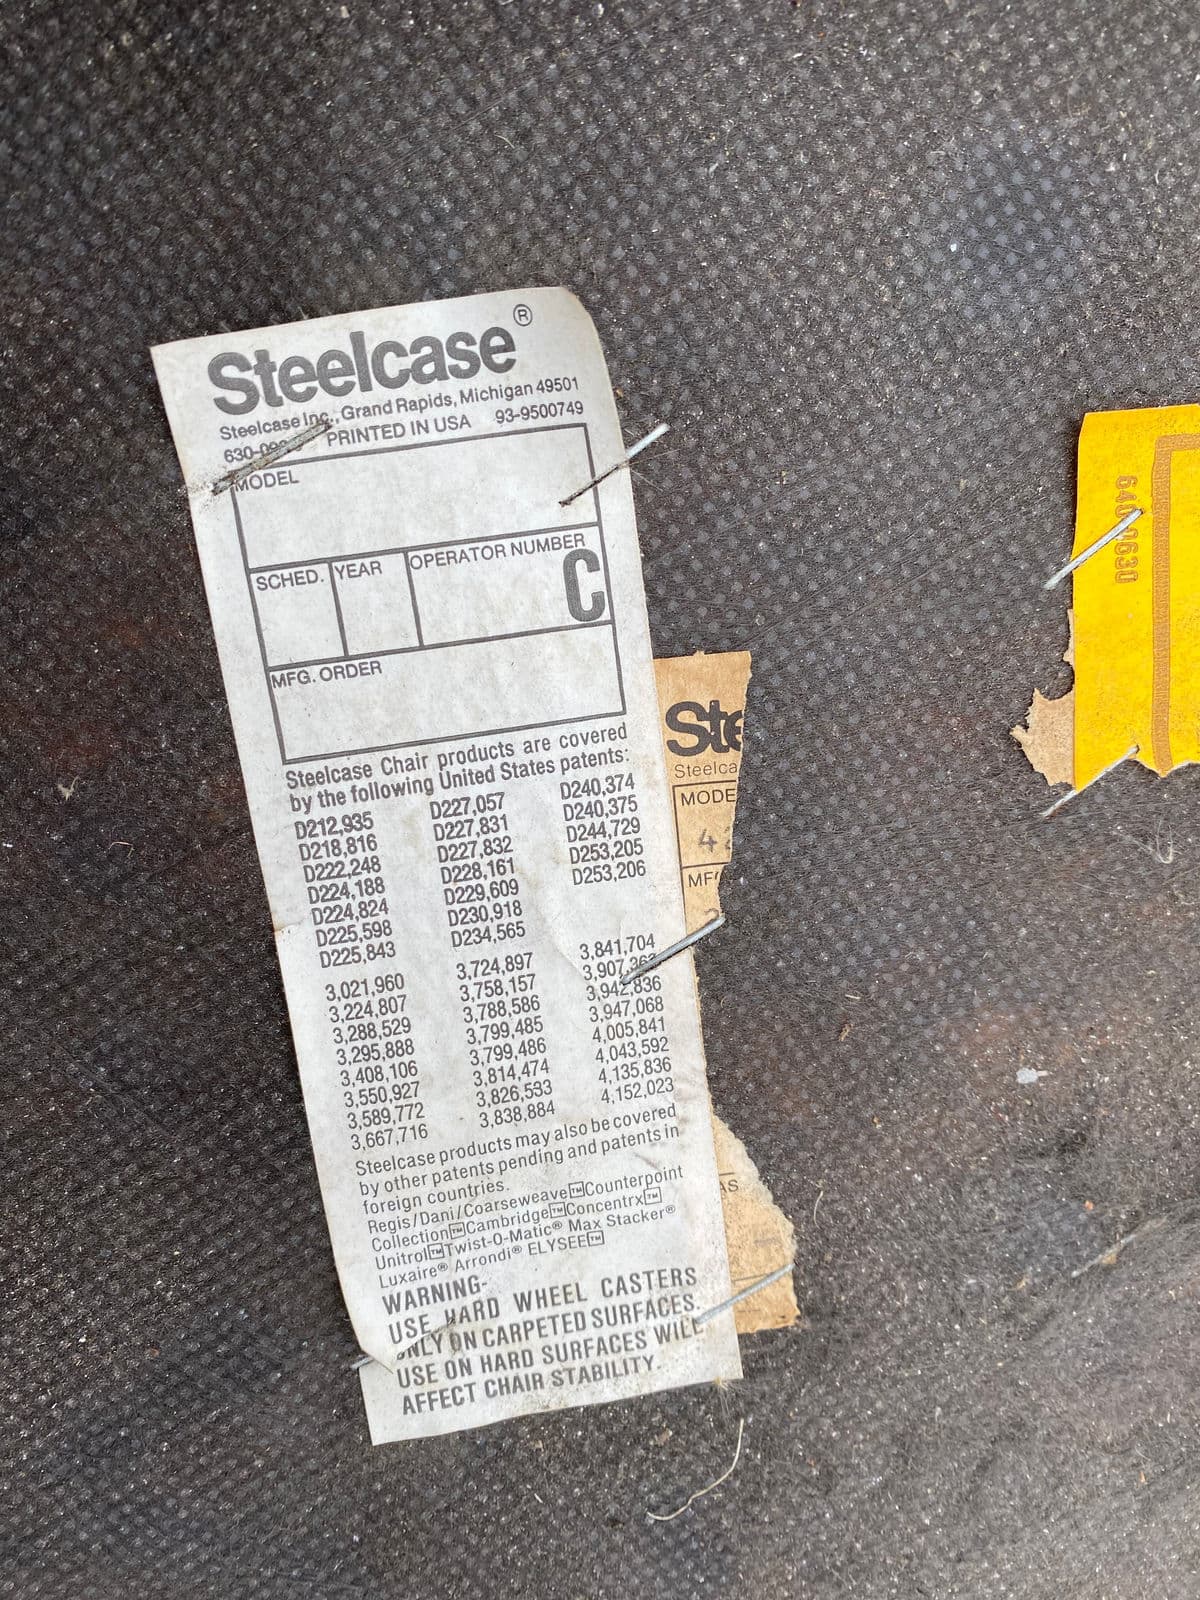 Steelcase®
Steelcase Inc., Grand Rapids, Michigan 49501
PRINTED IN USA 93-9500749
MODEL
SCHED. YEAR OPERATOR NUMBER
C
MFG. ORDER
Steelcase Chair products are covered
by the following United States patents:
D212,935 D227,057 D240,374
D218,816 D227,831 D240,375
D222,248 D227,832 D244,729
D224,188 D228,161 D253,205
D224,824 D229,609 D253,206
D225,598 D230,918
D225,843 D234,565
3,021,960 3,724,897 3,841,704
3,224,807 3,758,157
3,288,529 3,788,586 3,942,836
3,295,888 3,799,485 3,947,068
3,408,106 3,799,486 4,005,841
3,550,927 3,814,474 4,043,592
3,589,772 3,826,533 4,135,836
3,667,716 3,838,884 4,152,023
Steelcase products may also be covered
by other patents pending and patents in
foreign countries.
Regis/Dani/Coarseweave™Counterpoint
Collection™Cambridge™Concentrx™
Unitrol™Twist-O-Matic® Max Stacker®
Luxaire® Arrondi® ELYSEE™
WARNING-
USE HARD WHEEL CASTERS
ONLY ON CARPETED SURFACES.
USE ON HARD SURFACES WILL
AFFECT CHAIR STABILITY.
Ste
Steelca
MODE
4
MF
AS